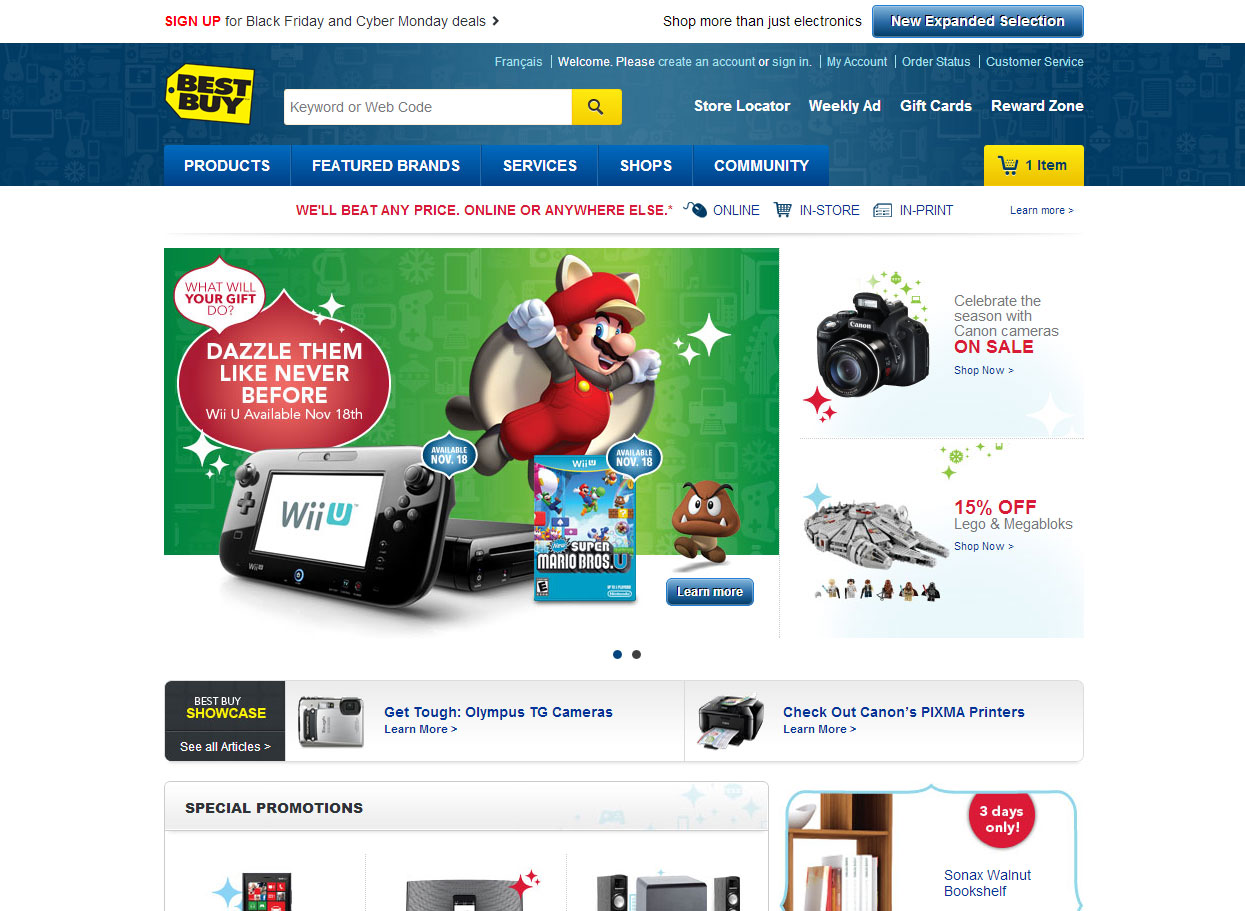 SIGN UP for Black Friday and Cyber Monday deals >
Shop more than just electronics
New Expanded Selection
Français
Welcome. Please create an account or sign in.
My Account
Order Status
Customer Service
BEST
BUY
Keyword or Web Code
Store Locator
Weekly Ad
Gift Cards
Reward Zone
PRODUCTS
FEATURED BRANDS
SERVICES
SHOPS
COMMUNITY
1 Item
WE'LL BEAT ANY PRICE. ONLINE OR ANYWHERE ELSE.*
ONLINE
IN-STORE
IN-PRINT
Learn more >
WHAT WILL
YOUR GIFT
DO?
DAZZLE THEM
LIKE NEVER
BEFORE
Wii U Available Nov 18th
AVAILABLE
NOV. 18
AVAILABLE
NOV. 18
Wii U
Wii U
Wii U
NEW
SUPER
MARIO BROS. U
E
Nintendo
Learn more
Canon
Celebrate the
season with
Canon cameras
ON SALE
Shop Now >
15% OFF
Lego & Megabloks
Shop Now >
BEST BUY
SHOWCASE
See all Articles >
Get Tough: Olympus TG Cameras
Learn More >
Check Out Canon’s PIXMA Printers
Learn More >
SPECIAL PROMOTIONS
3 days
only!
Sonax Walnut
Bookshelf